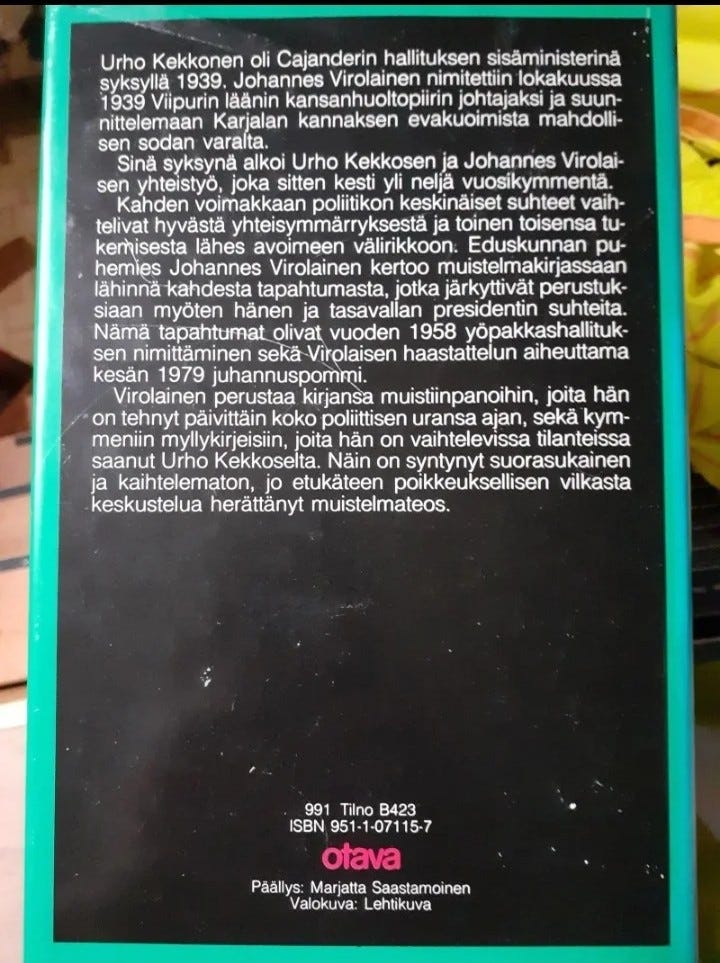 Urho Kekkonen oli Cajanderin hallituksen sisäministerinä
syksyllä 1939. Johannes Virolainen nimitettiin lokakuussa
1939 Viipurin läänin kansanhuoltopiirin johtajaksi ja suun-
nittelemaan Karjalan kannaksen evakuoimista mahdolli-
sen sodan varalta.
Sinä syksynä alkoi Urho Kekkosen ja Johannes Virolai-
sen yhteistyö, joka sitten kesti yli neljä vuosikymmentä.
Kahden voimakkaan poliitikon keskinäiset suhteet vaih-
telivat hyvästä yhteisymmärryksestä ja toinen toisensa tu-
kemisesta lähes avoimeen välirikkoon. Eduskunnan pu-
hemies Johannes Virolainen kertoo muistelmakirjassaan
lähinnä kahdesta tapahtumasta, jotka järkyttivät perustuk-
siaan myöten hänen ja tasavallan presidentin suhteita.
Nämä tapahtumat olivat vuoden 1958 yöpakkashallituk-
sen nimittäminen sekä Virolaisen haastattelun aiheuttama
kesän 1979 juhannuspommi.
Virolainen perustaa kirjansa muistiinpanoihin, joita hän
on tehnyt päivittäin koko poliittisen uransa ajan, sekä kym-
meniin myllykirjeisiin, joita hän on vaihtelevissa tilanteissa
saanut Urho Kekkoselta. Näin on syntynyt suorasukainen
ja kaihtelematon, jo etukäteen poikkeuksellisen vilkasta
keskustelua herättänyt muistelmateos.
991 Tilno B423
ISBN 951-1-07115-7
otava
Päällys: Marjatta Saastamoinen
Valokuva: Lehtikuva